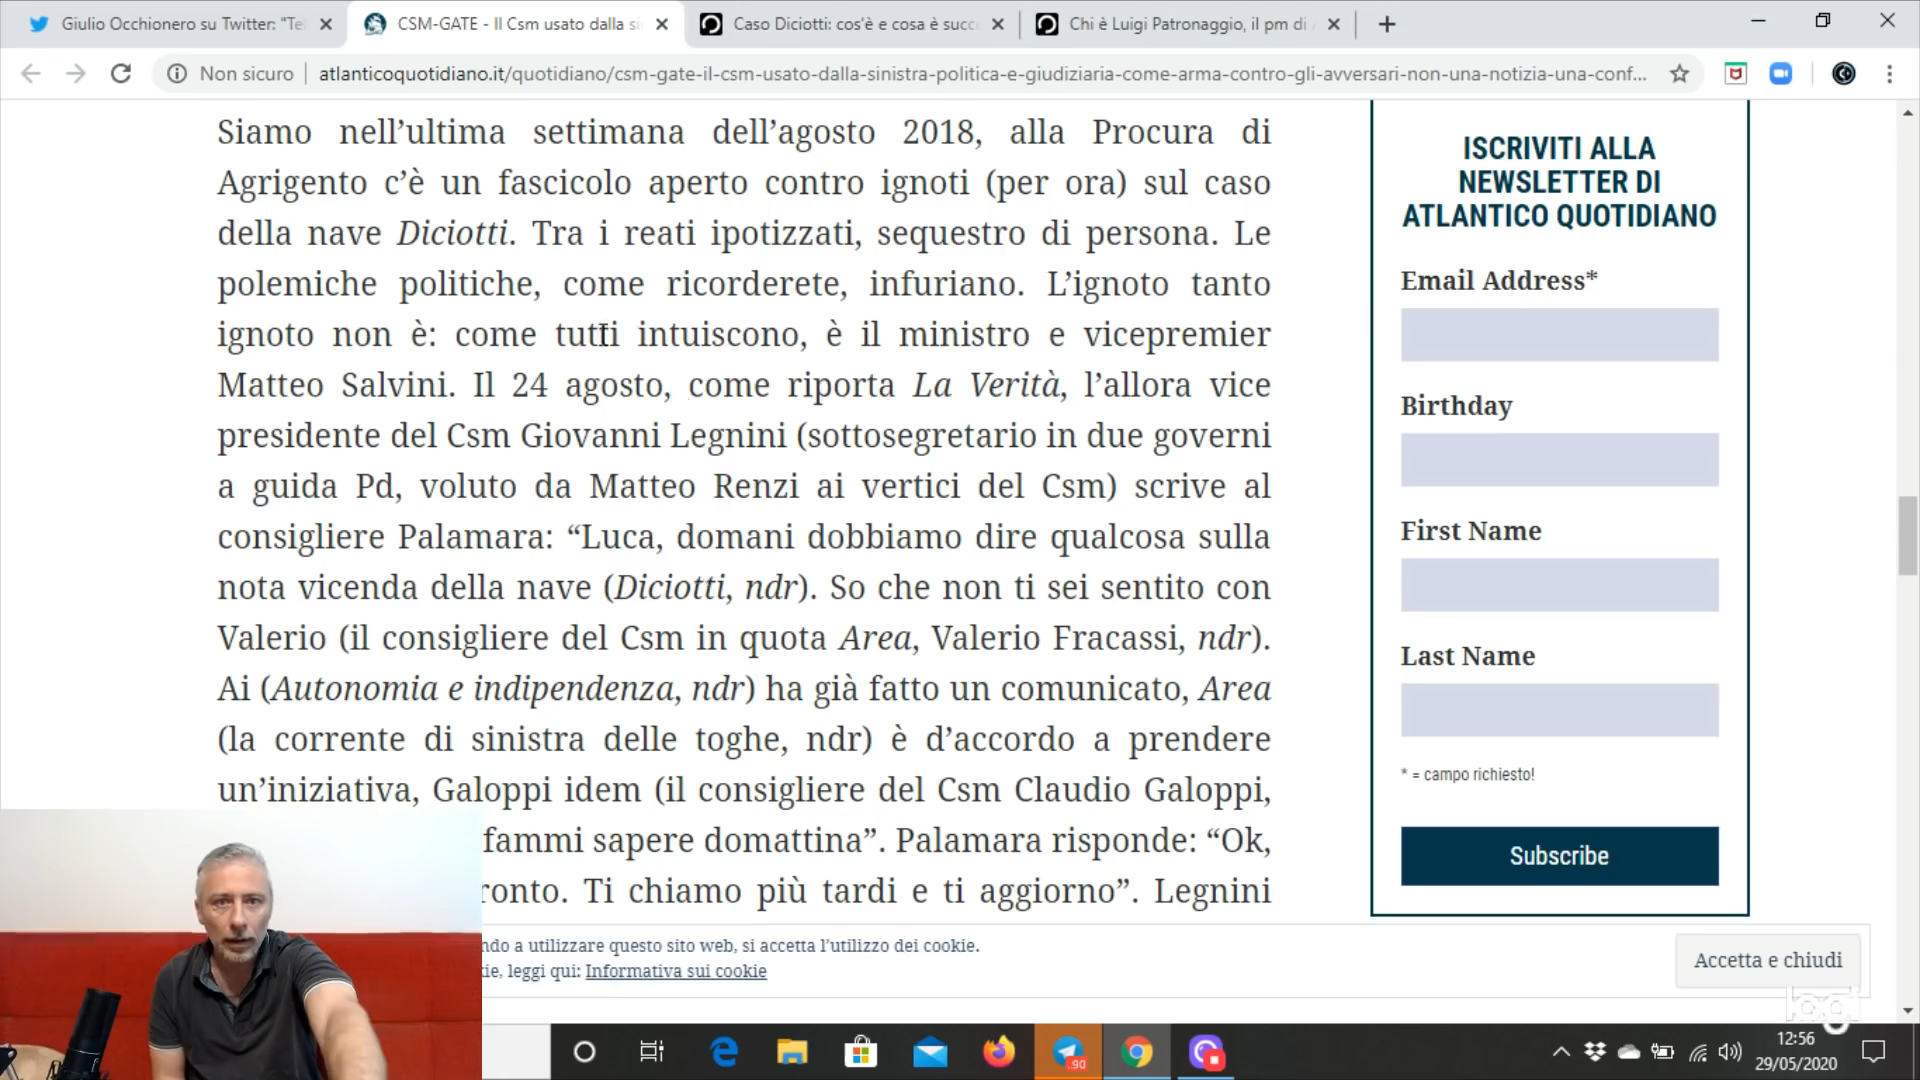 Giulio Occhionero su Twitter: "Te
CSM-GATE - Il Csm usato dalla si
Caso Diciotti: cos'è e cosa è succ
Chi è Luigi Patronaggio, il pm di
Non sicuro
atlanticoquotidiano.it/quotidiano/csm-gate-il-csm-usato-dalla-sinistra-politica-e-giudiziaria-come-arma-contro-gli-avversari-non-una-notizia-una-conf...
Siamo nell'ultima settimana dell'agosto 2018, alla Procura di
Agrigento c'è un fascicolo aperto contro ignoti (per ora) sul caso
della nave Diciotti. Tra i reati ipotizzati, sequestro di persona. Le
polemiche politiche, come ricorderete, infuriano. L'ignoto tanto
ignoto non è: come tutti intuiscono, è il ministro e vicepremier
Matteo Salvini. Il 24 agosto, come riporta La Verità, l'allora vice
presidente del Csm Giovanni Legnini (sottosegretario in due governi
a guida Pd, voluto da Matteo Renzi ai vertici del Csm) scrive al
consigliere Palamara: “Luca, domani dobbiamo dire qualcosa sulla
nota vicenda della nave (Diciotti, ndr). So che non ti sei sentito con
Valerio (il consigliere del Csm in quota Area, Valerio Fracassi, ndr).
Ai (Autonomia e indipendenza, ndr) ha già fatto un comunicato, Area
(la corrente di sinistra delle toghe, ndr) è d'accordo a prendere
un'iniziativa, Galoppi idem (il consigliere del Csm Claudio Galoppi,
fammi sapere domattina”. Palamara risponde: “Ok,
ronto. Ti chiamo più tardi e ti aggiorno”. Legnini
ISCRIVITI ALLA
NEWSLETTER DI
ATLANTICO QUOTIDIANO
Email Address*
Birthday
First Name
Last Name
* = campo richiesto!
Subscribe
ndo a utilizzare questo sito web, si accetta l'utilizzo dei cookie.
kie, leggi qui: Informativa sui cookie
Accetta e chiudi
logi
90
12:56
29/05/2020